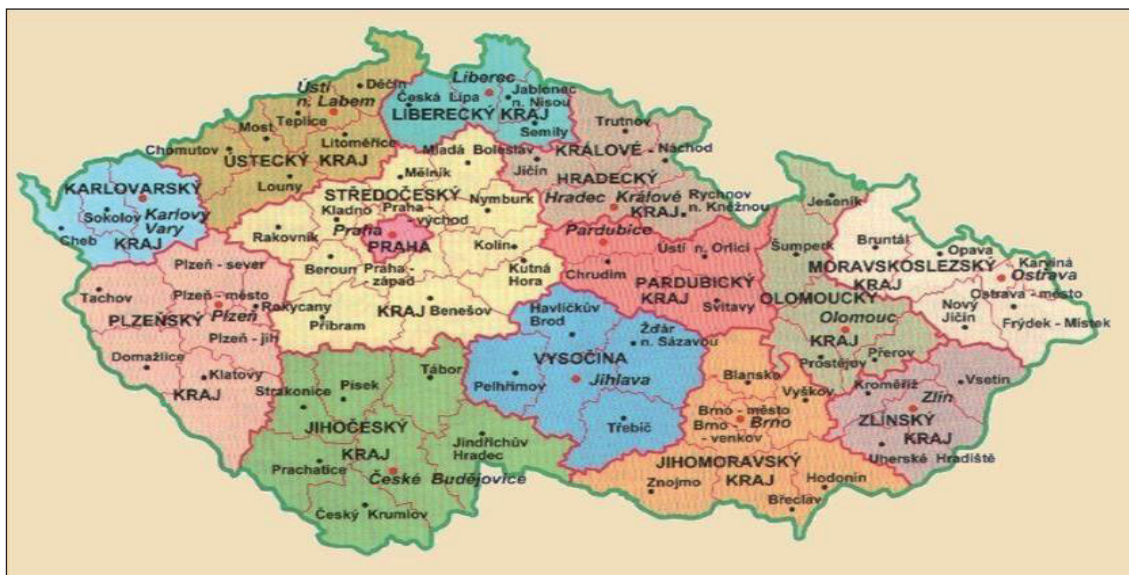 KARLOVARSKÝ
KRAJ
Sokolov
Karlovy
Vary
Cheb
Ústí
n. Labem
Děčín
Teplice
Most
Chomutov
Litoměřice
ÚSTECKÝ KRAJ
Louny
Liberec
Česká Lípa
Jablonec
n. Nisou
LIBERECKÝ KRAJ
Semily
Trutnov
KRÁLOVÉ -
HRADECKÝ
KRAJ
Náchod
Jičín
Hradec Králové
Rychnov
n. Kněžnou
Mladá Boleslav
Mělník
STŘEDOČESKÝ
KRAJ
Kladno
Praha -
- východ
Nymburk
Rakovník
Praha
PRAHA
Kolín
Beroun
Praha -
západ
Kutná
Hora
Benešov
Příbram
Plzeň - sever
Tachov
Plzeň - město
Plzeň
Rokycany
PLZEŇSKÝ
KRAJ
Plzeň - jih
Domažlice
Klatovy
Pardubice
Ústí n. Orlicí
Chrudim
PARDUBICKÝ
KRAJ
Svitavy
Havlíčkův
Brod
Žďár
n. Sázavou
VYSOČINA
Pelhřimov
Jihlava
Třebíč
Tábor
Písek
Strakonice
JIHOČESKÝ
KRAJ
Jindřichův
Hradec
Prachatice
České Budějovice
Český Krumlov
Jeseník
Šumperk
OLOMOUCKÝ
KRAJ
Olomouc
Prostějov
Přerov
Bruntál
Opava
Karviná
Ostrava
MORAVSKOSLEZSKÝ
KRAJ
Ostrava - město
Nový
Jičín
Frýdek - Místek
Blansko
Vyškov
Brno - město
Brno
Brno -
- venkov
JIHOMORAVSKÝ
KRAJ
Znojmo
Hodonín
Břeclav
Kroměříž
Vsetín
Zlín
ZLÍNSKÝ
KRAJ
Uherské Hradiště